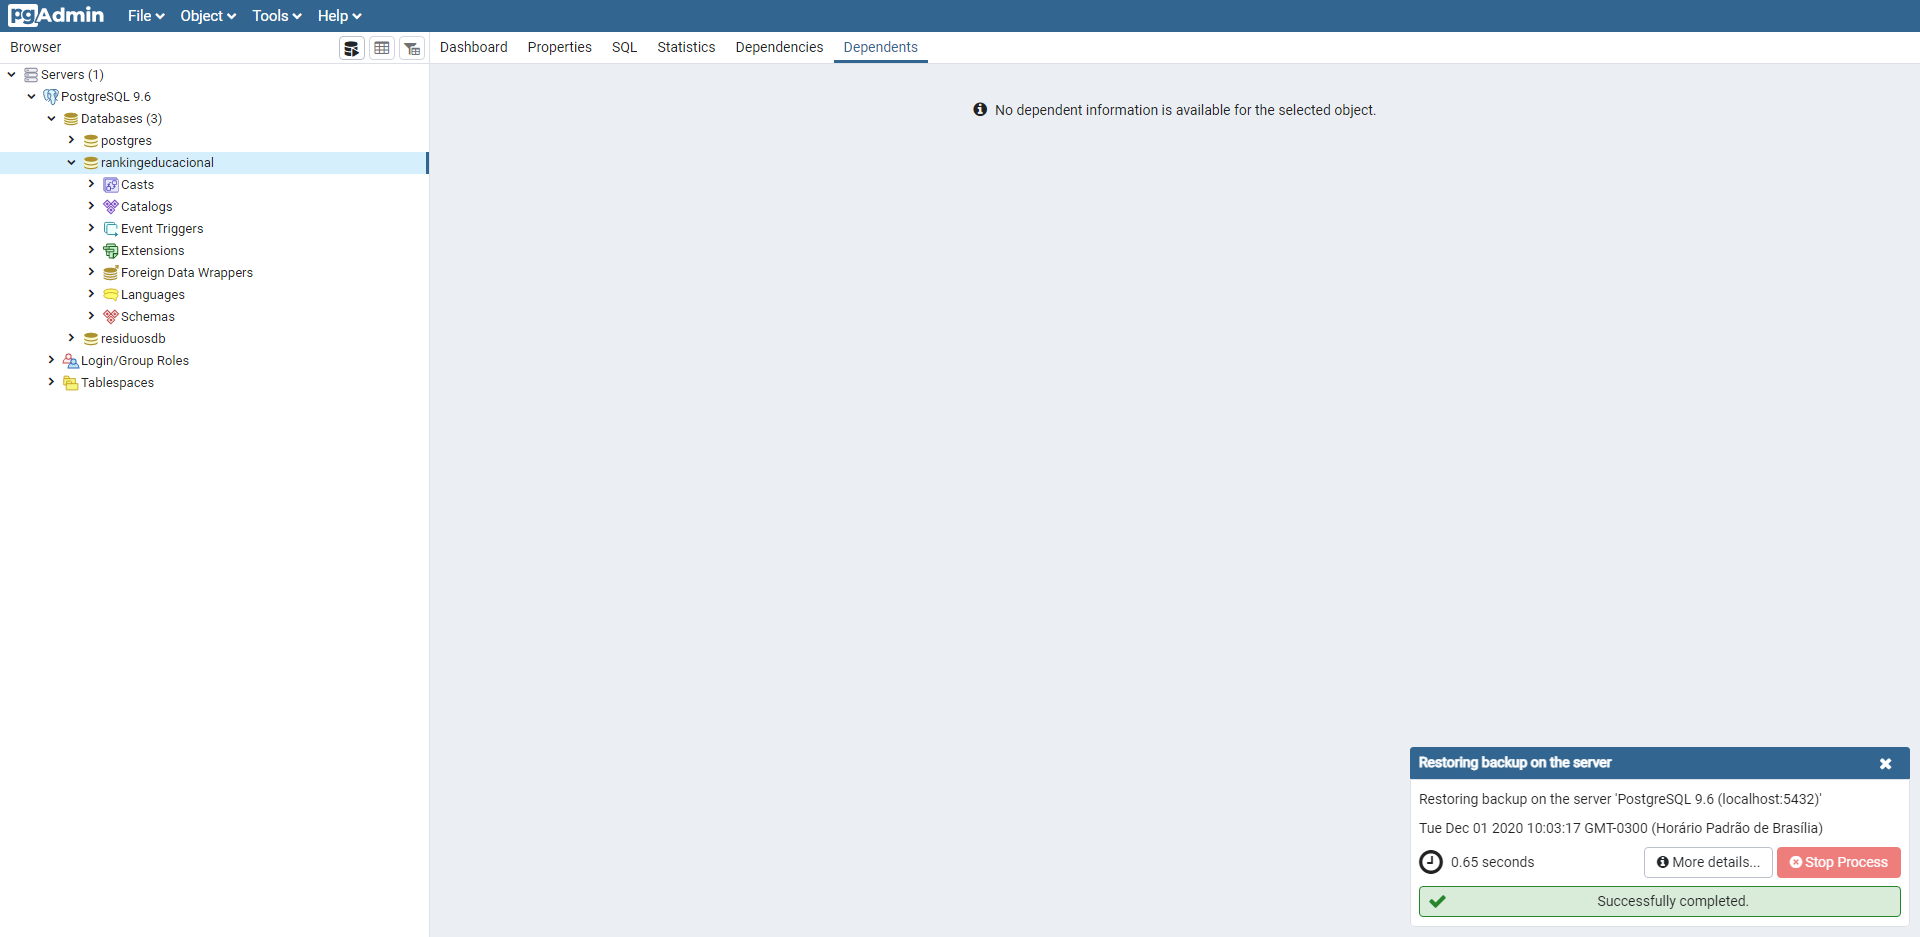 pgAdmin File Object Tools Help
Browser
Dashboard Properties SQL Statistics Dependencies Dependents
Servers (1)
PostgreSQL 9.6
Databases (3)
postgres
rankingeducacional
Casts
Catalogs
Event Triggers
Extensions
Foreign Data Wrappers
Languages
Schemas
residuosdb
Login/Group Roles
Tablespaces
No dependent information is available for the selected object.
Restoring backup on the server
Restoring backup on the server 'PostgreSQL 9.6 (localhost:5432)'
Tue Dec 01 2020 10:03:17 GMT-0300 (Horário Padrão de Brasília)
0.65 seconds More details... Stop Process
Successfully completed.